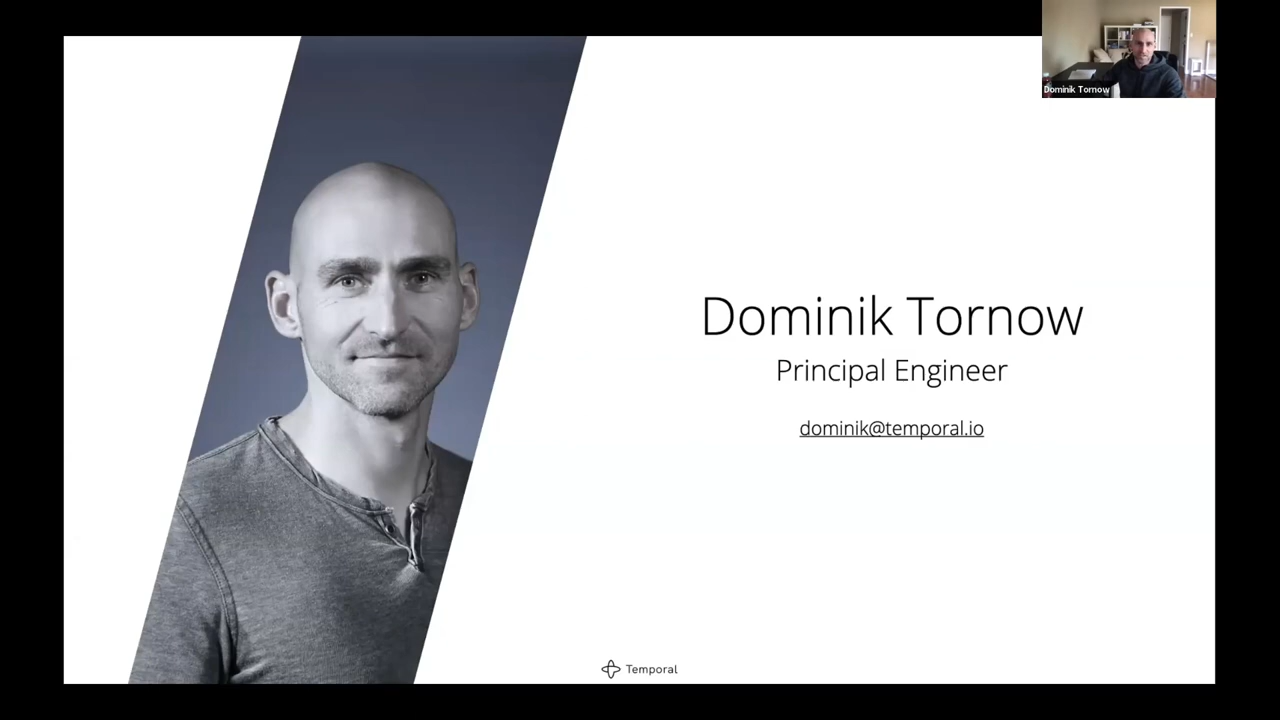 Dominik Tornow
Dominik Tornow
Principal Engineer
dominik@temporal.io
Temporal